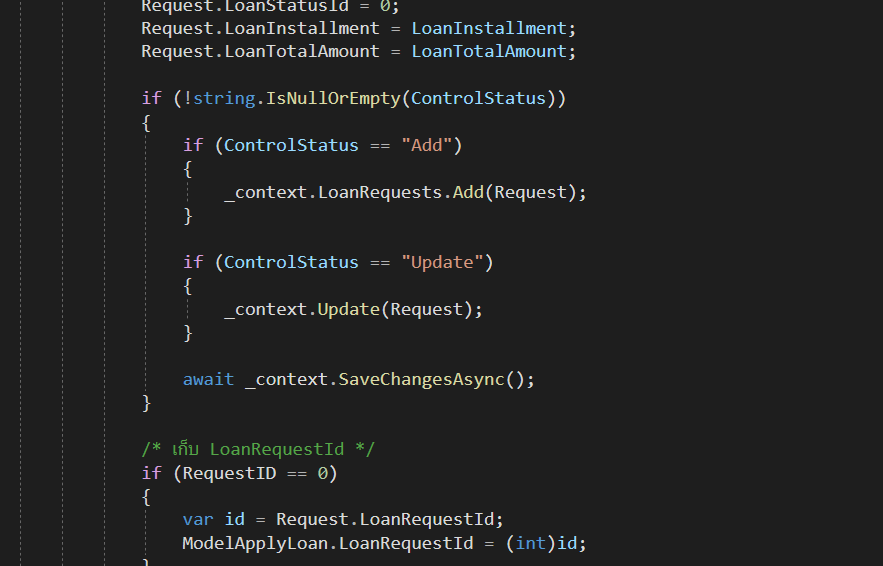 Request.LoanStatusId = 0;
Request.LoanInstallment = LoanInstallment;
Request.LoanTotalAmount = LoanTotalAmount;
if (!string.IsNullOrEmpty(ControlStatus))
{
if (ControlStatus == "Add")
{
_context.LoanRequests.Add(Request);
}
if (ControlStatus == "Update")
{
_context.Update(Request);
}
await _context.SaveChangesAsync();
}
/* เก็บ LoanRequestId */
if (RequestID == 0)
{
var id = Request.LoanRequestId;
ModelApplyLoan.LoanRequestId = (int)id;
}